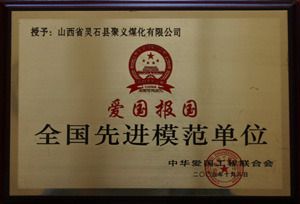 授予：山西省灵石县聚义煤化有限公司
爱国报国
全国先进模范单位
中华爱国工程联合会